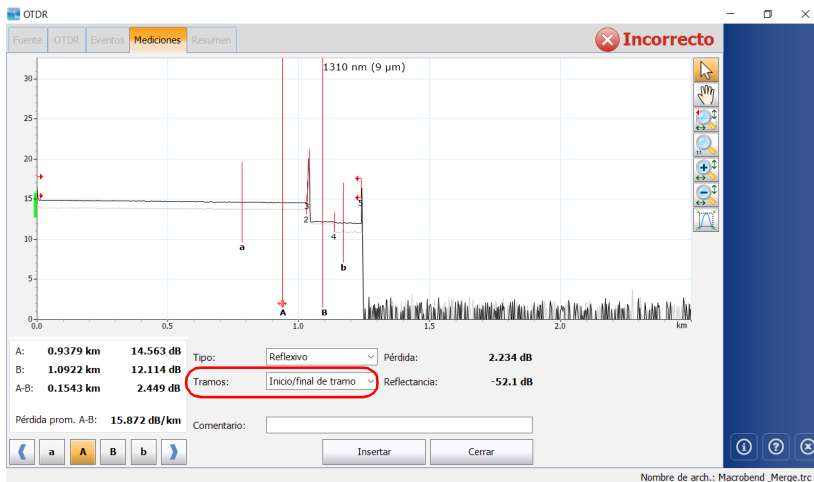 OTDR
Fuente OTDR Eventos Mediciones Resumen
Incorrecto
1310 nm (9 µm)
30
25
20
15
10
5
0
3
2
4
5
a
b
A
B
0.0 0.5 1.0 1.5 2.0 km
A: 0.9379 km 14.563 dB
B: 1.0922 km 12.114 dB
A-B: 0.1543 km 2.449 dB
Pérdida prom. A-B: 15.872 dB/km
Tipo: Reflexivo Pérdida: 2.234 dB
Tramos: Inicio/final de tramo Reflectancia: -52.1 dB
Comentario:
a A B b
Insertar Cerrar
Nombre de arch.: Macrobend _Merge.trc